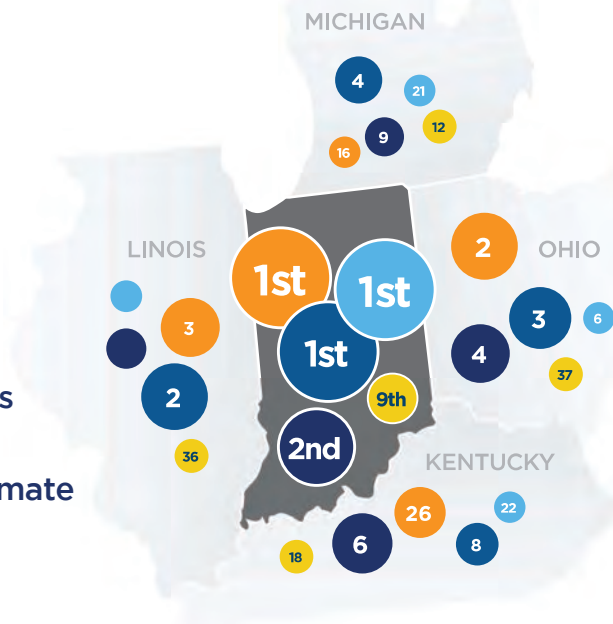 MICHIGAN
4
21
12
9
16
LINOIS
1st
1st
2
OHIO
3
1st
3
6
4
2
9th
37
s
36
2nd
KENTUCKY
mate
26
22
18
6
8